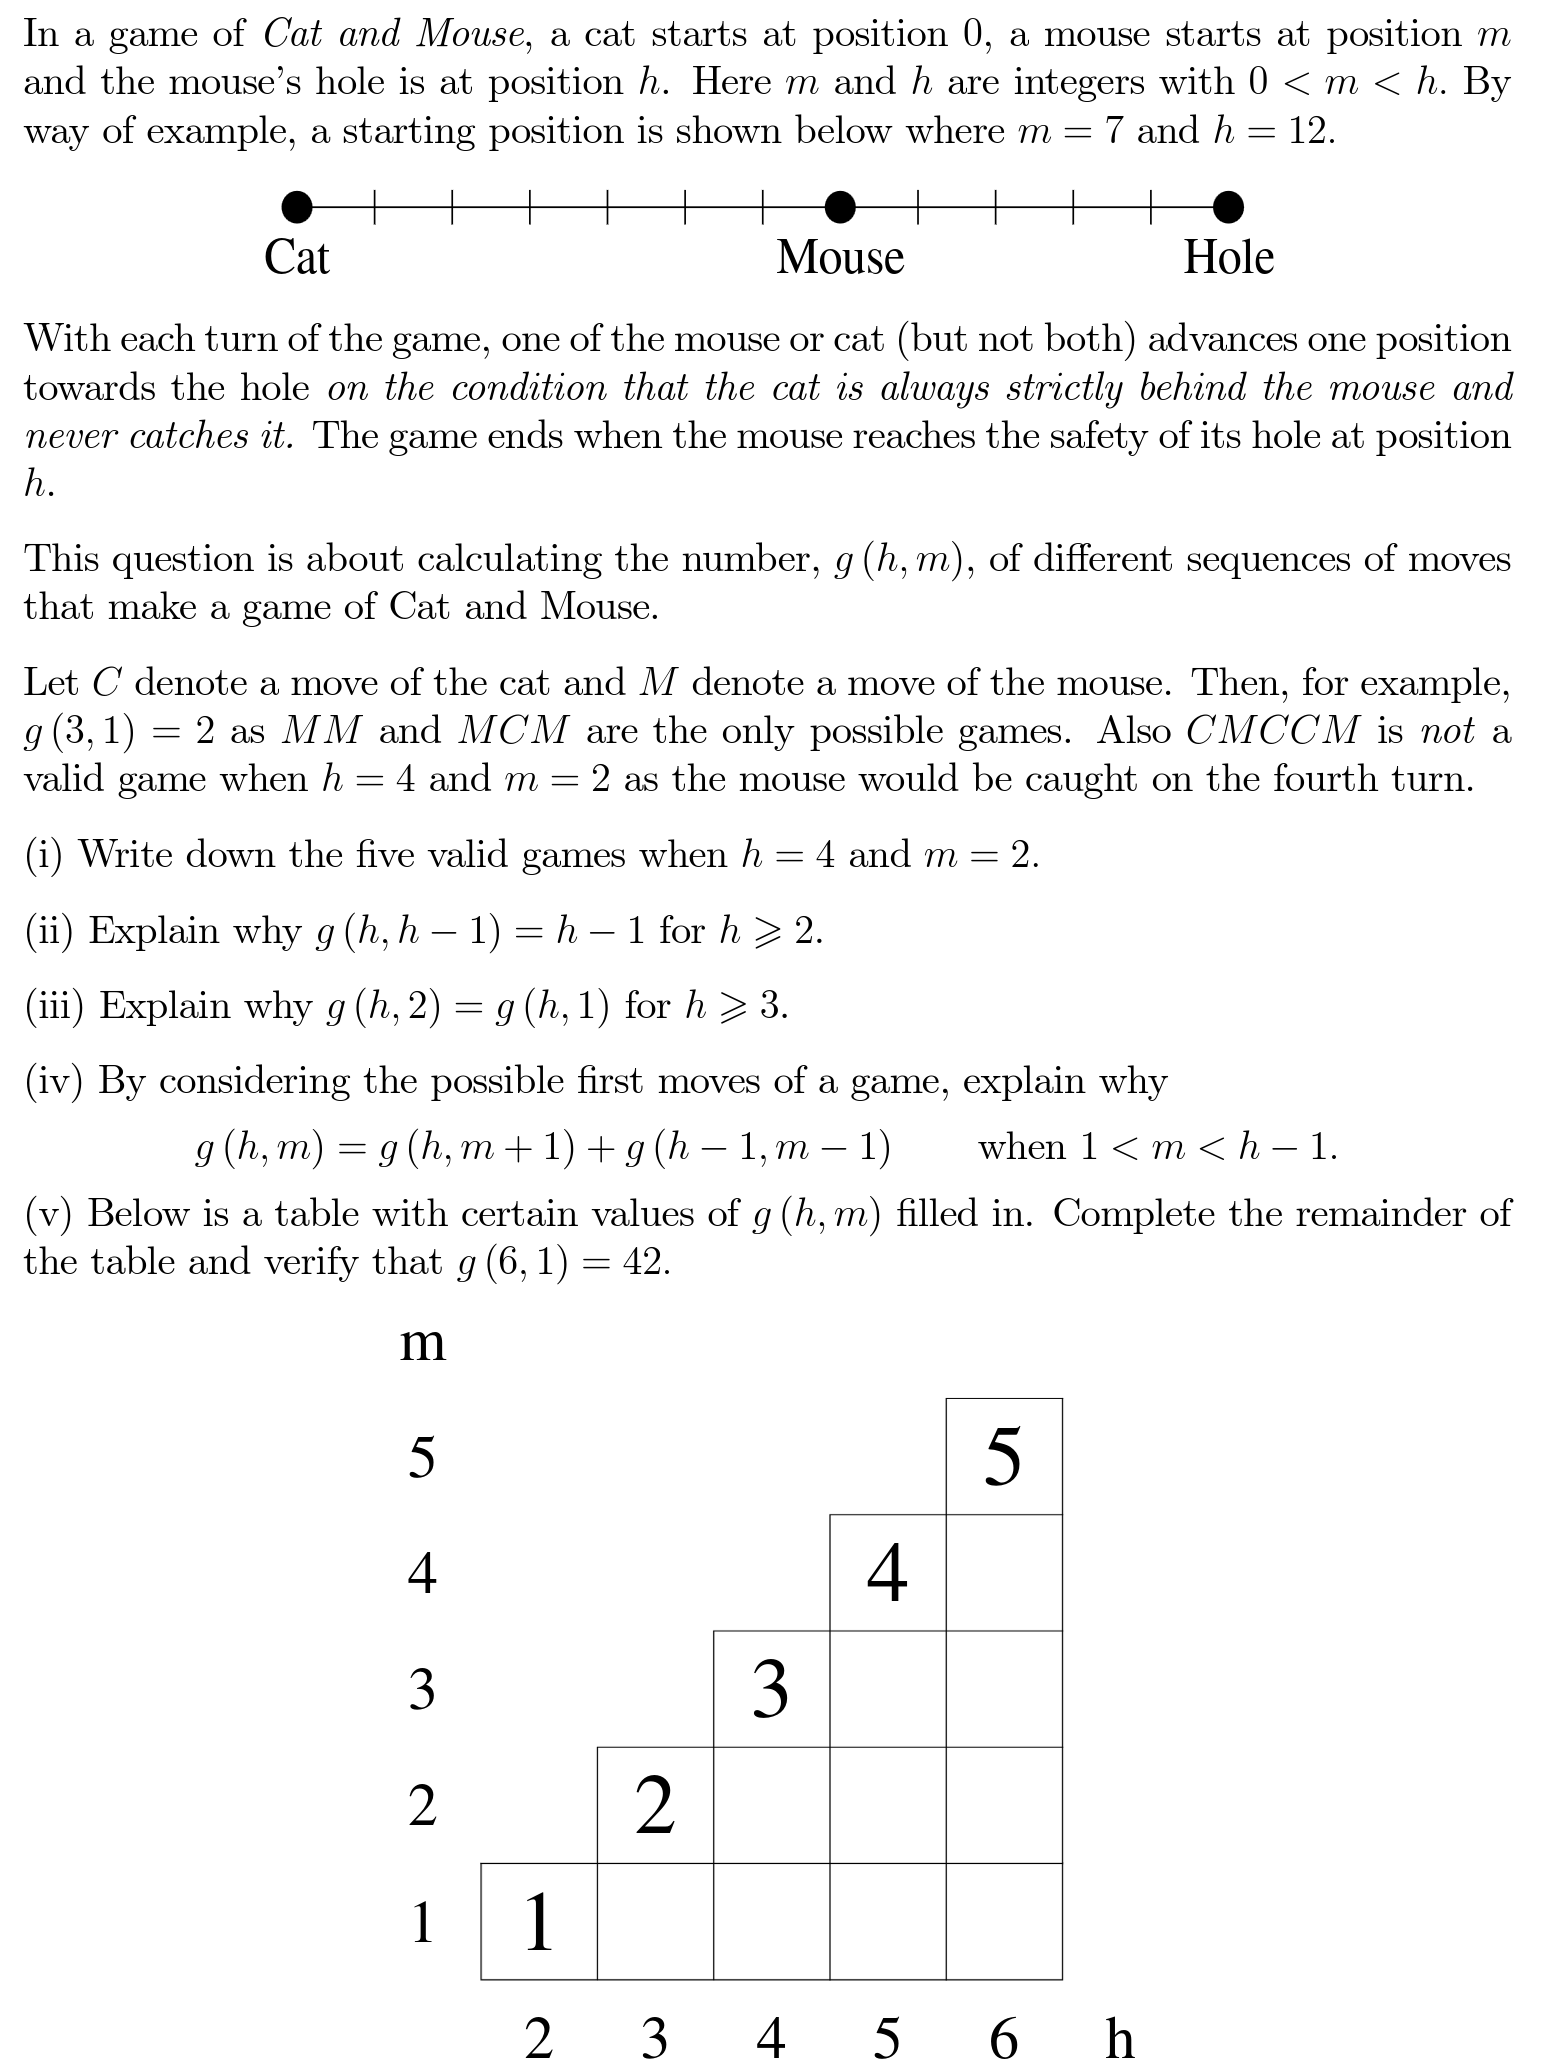 In a game of Cat and Mouse, a cat starts at position 0, a mouse starts at position m
and the mouse's hole is at position h. Here m and h are integers with 0 < m < h. By
way of example, a starting position is shown below where m = 7 and h = 12.
Cat Mouse Hole
With each turn of the game, one of the mouse or cat (but not both) advances one position
towards the hole on the condition that the cat is always strictly behind the mouse and
never catches it. The game ends when the mouse reaches the safety of its hole at position
h.
This question is about calculating the number, g (h, m), of different sequences of moves
that make a game of Cat and Mouse.
Let C denote a move of the cat and M denote a move of the mouse. Then, for example,
g (3, 1) = 2 as MM and MCM are the only possible games. Also CMCCM is not a
valid game when h = 4 and m = 2 as the mouse would be caught on the fourth turn.
(i) Write down the five valid games when h = 4 and m = 2.
(ii) Explain why g (h, h − 1) = h − 1 for h ⩾ 2.
(iii) Explain why g (h, 2) = g (h, 1) for h ⩾ 3.
(iv) By considering the possible first moves of a game, explain why
g (h, m) = g (h, m + 1) + g (h − 1, m − 1) when 1 < m < h − 1.
(v) Below is a table with certain values of g (h, m) filled in. Complete the remainder of
the table and verify that g (6, 1) = 42.
m
5 5
4 4
3 3
2 2
1 1
2 3 4 5 6 h